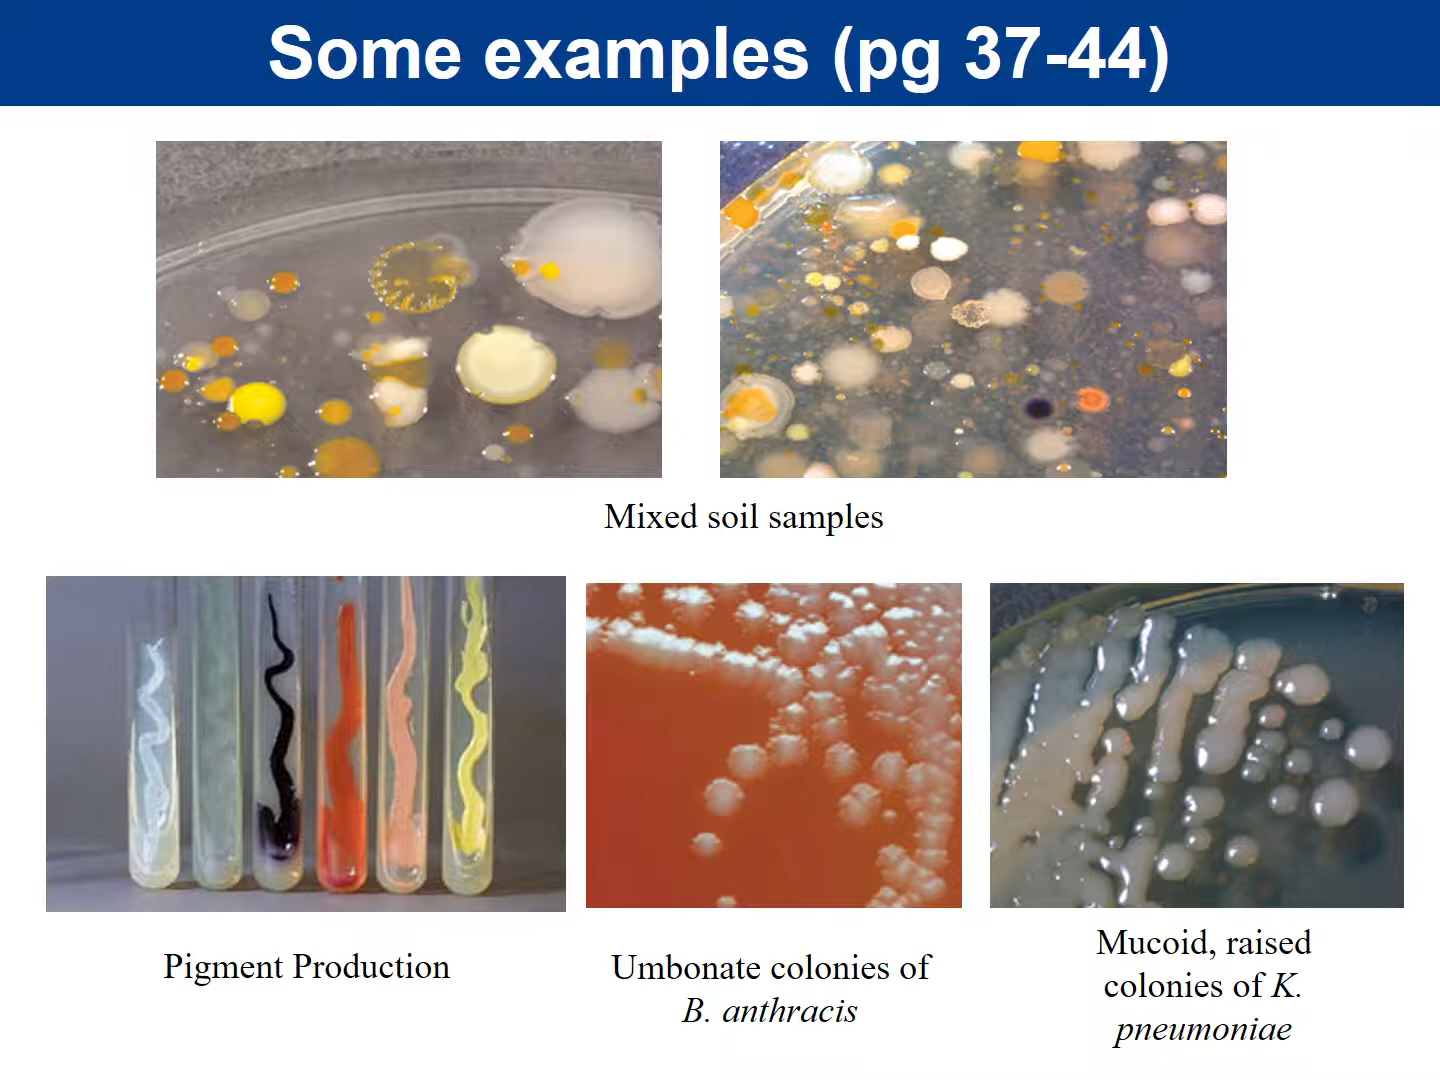 Some examples (pg 37-44)
Mixed soil samples
Pigment Production
Umbonate colonies of
B. anthracis
Mucoid, raised
colonies of K.
pneumoniae